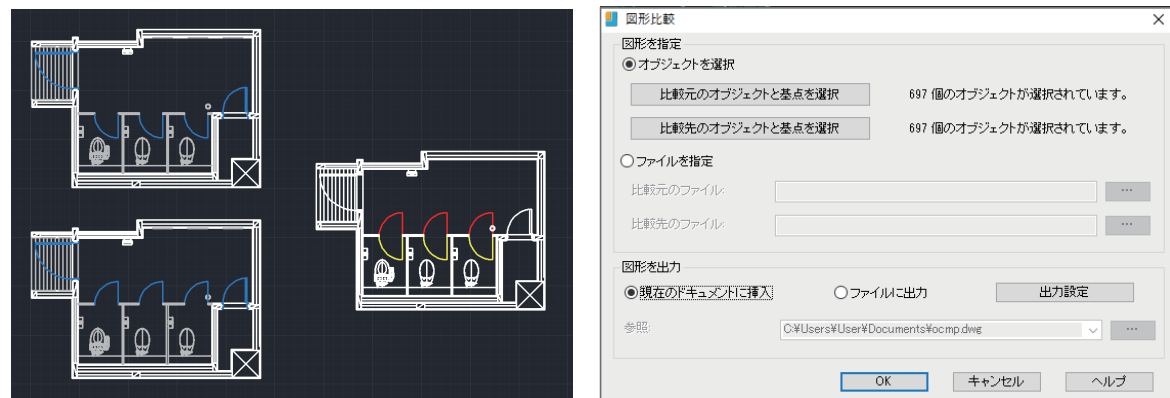 図形比較
図形を指定
オブジェクトを選択
比較元のオブジェクトと基点を選択 697 個のオブジェクトが選択されています。
比較先のオブジェクトと基点を選択 697 個のオブジェクトが選択されています。
ファイルを指定
比較元のファイル: ...
比較先のファイル: ...
図形を出力
現在のドキュメントに挿入 ファイルに出力 出力設定
参照: C:¥Users¥User¥Documents¥ocmp.dwg ...
OK キャンセル ヘルプ